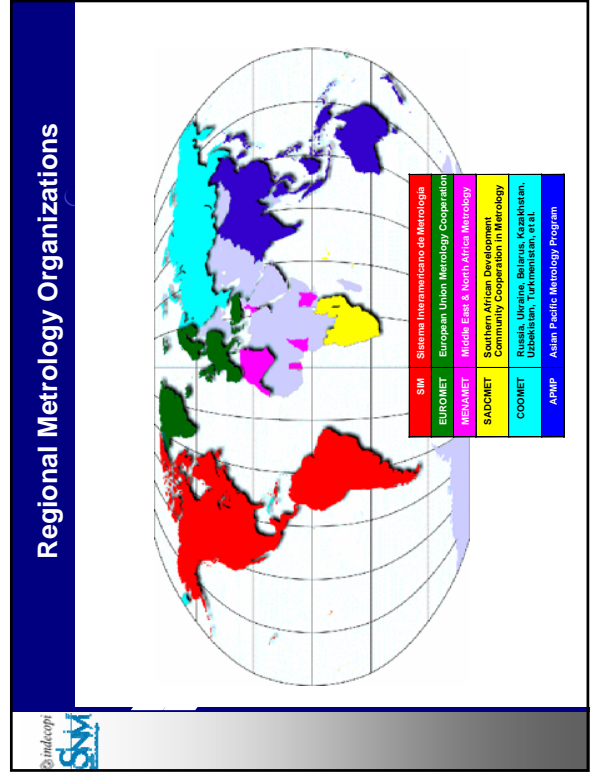 Regional Metrology Organizations
SIM Sistema Interamericano de Metrología
EUROMET European Union Metrology Cooperation
MENAMET Middle East & North Africa Metrology
SADCMET Southern African Development
Community Cooperation in Metrology
COOMET Russia, Ukraine, Belarus, Kazakhstan,
Uzbekistan, Turkmenistan, et al.
APMP Asian Pacific Metrology Program
© indecopi
SNM